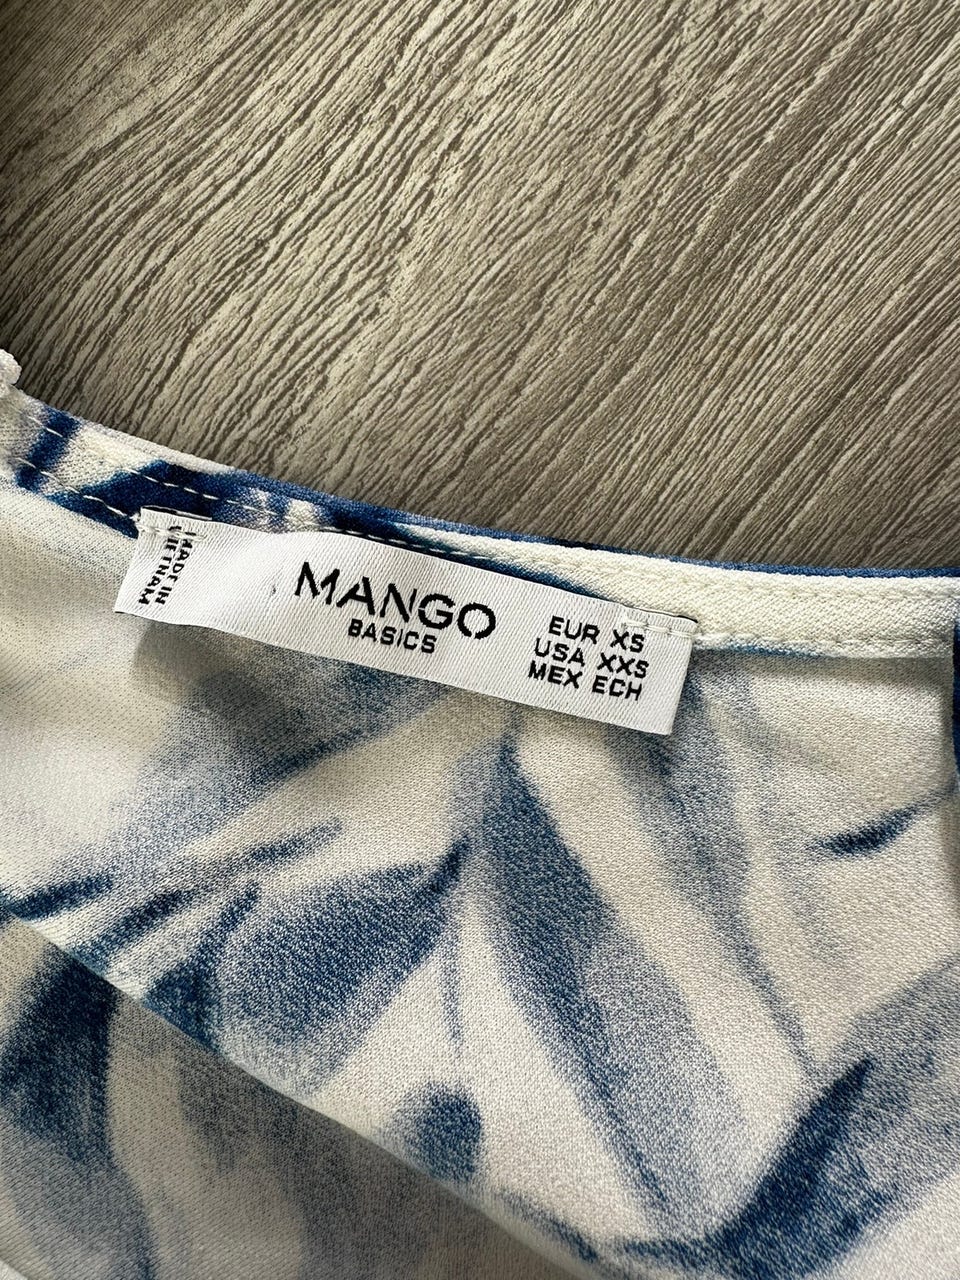 MADE IN
VIETNAM
MANGO
BASICS
EUR XS
USA XXS
MEX ECH